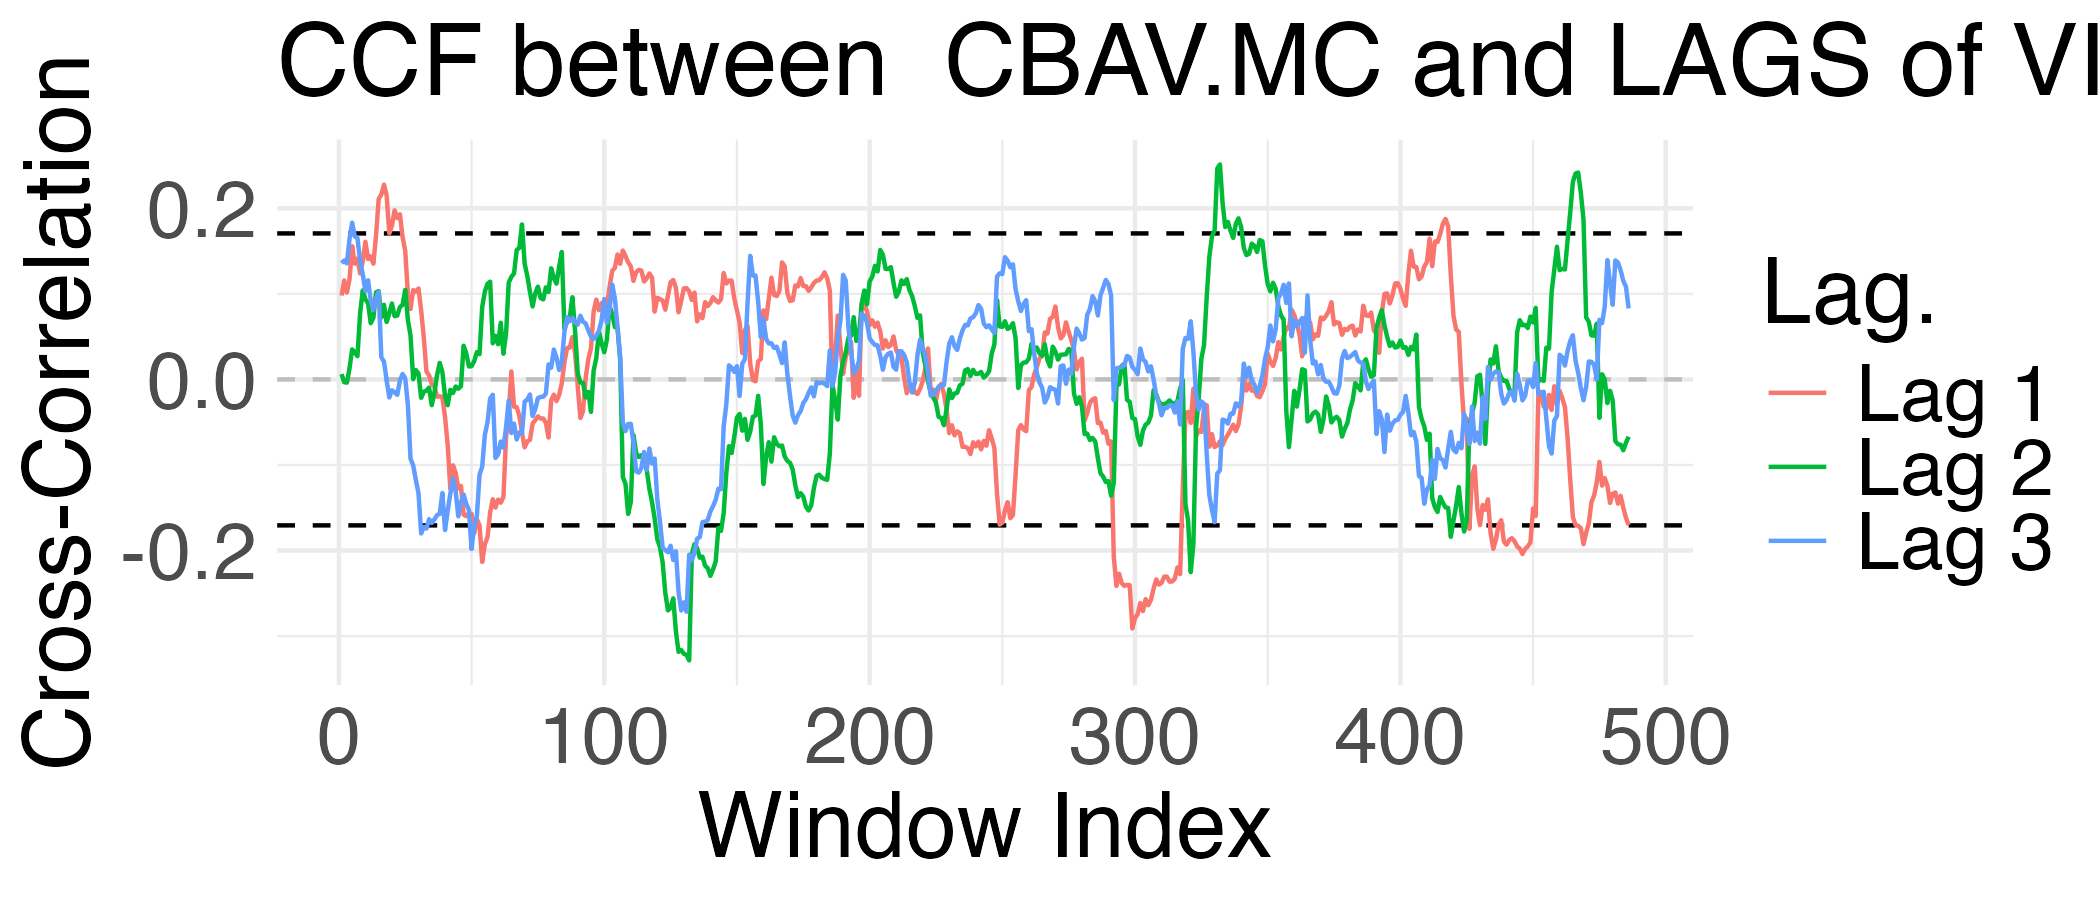 CCF between  CBAV.MC and LAGS of VI
Cross-Correlation
0.2
0.0
-0.2
0
100
200
300
400
500
Window Index
Lag.
Lag 1
Lag 2
Lag 3